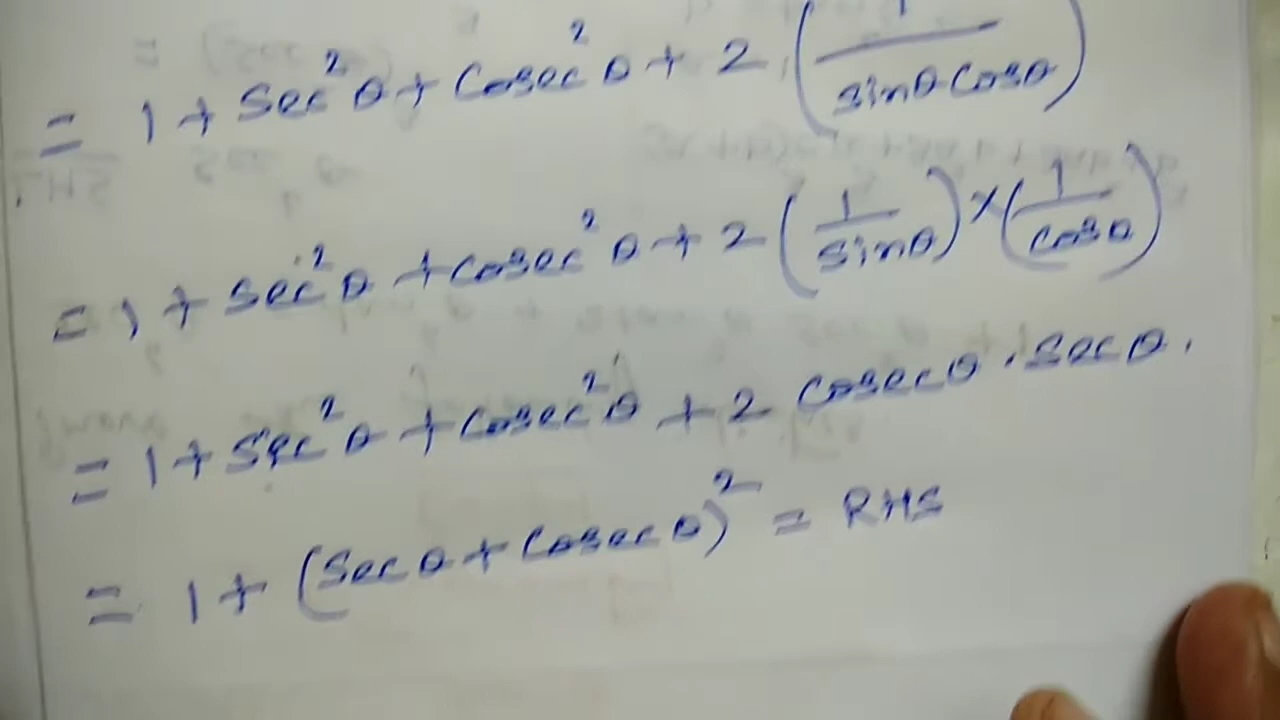 = 1 + Sec²θ + Cosec²θ + 2 (1/sinθ cosθ)
= 1 + Sec²θ + cosec²θ + 2 (1/sinθ) × (1/cosθ)
= 1 + Sec²θ + cosec²θ + 2 cosecθ . secθ.
= 1 + (Secθ + Cosecθ)² = RHS